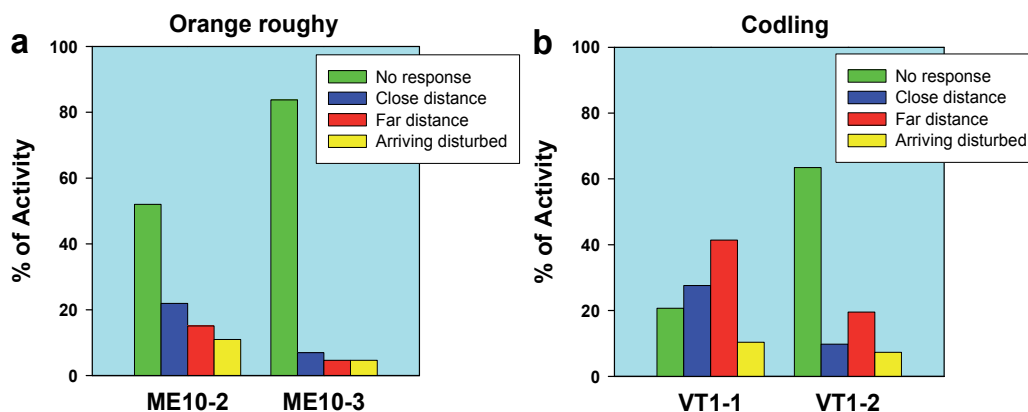 a
Orange roughy
% of Activity
100
80
60
40
20
0
No response
Close distance
Far distance
Arriving disturbed
ME10-2
ME10-3
b
Codling
% of Activity
100
80
60
40
20
0
No response
Close distance
Far distance
Arriving disturbed
VT1-1
VT1-2